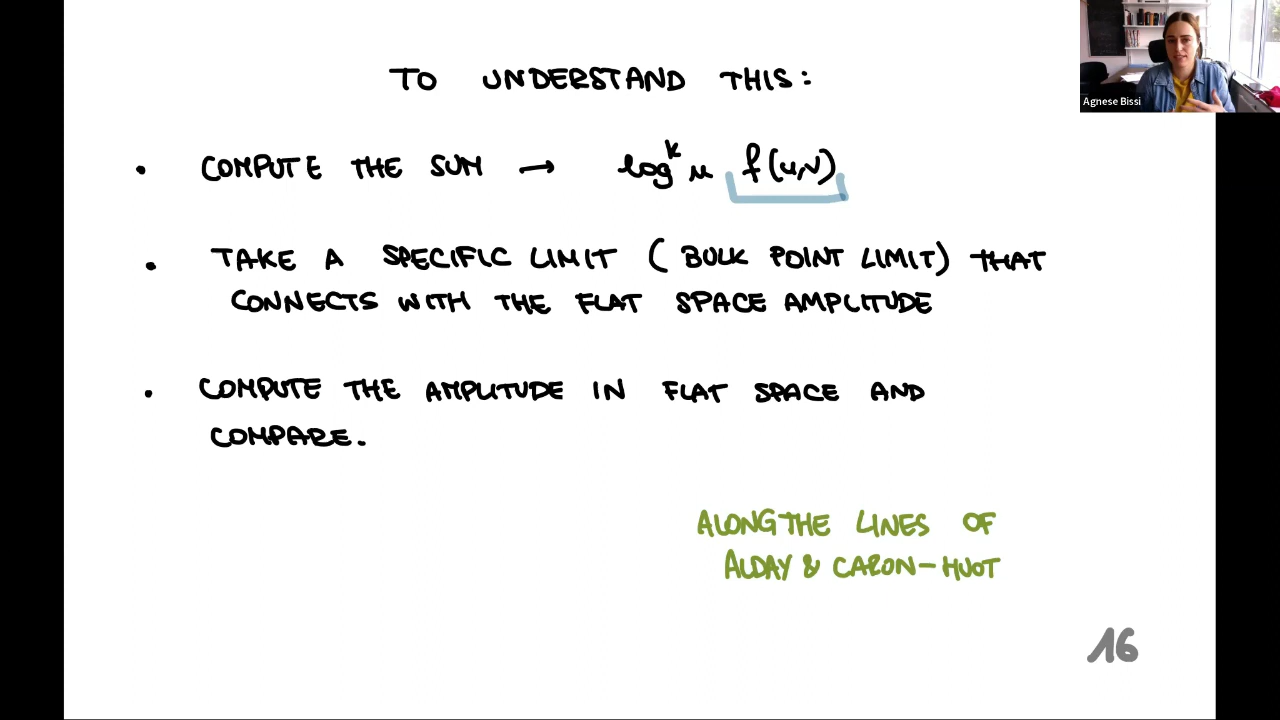 TO UNDERSTAND THIS:
• COMPUTE THE SUM → log^k u f(u,v)
• TAKE A SPECIFIC LIMIT (BULK POINT LIMIT) THAT
CONNECTS WITH THE FLAT SPACE AMPLITUDE
• COMPUTE THE AMPLITUDE IN FLAT SPACE AND
COMPARE.
ALONG THE LINES OF
ALDAY & CARON-HUOT
16
Agnese Bissi